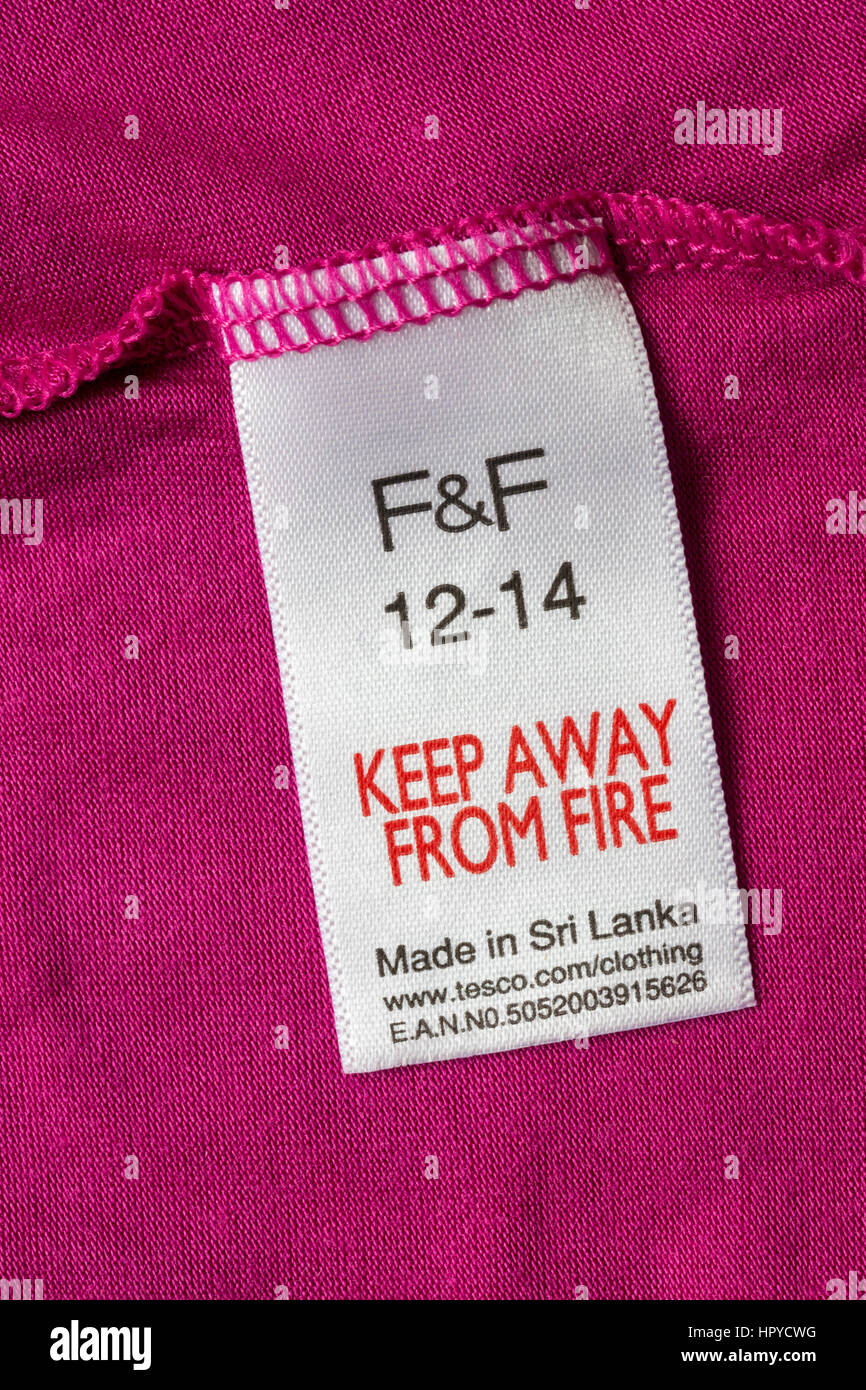 F&F
12-14
KEEP AWAY
FROM FIRE
Made in Sri Lanka
www.tesco.com/clothing
E.A.N.N0.5052003915626
alamy
Image ID: HPYCWG
www.alamy.com